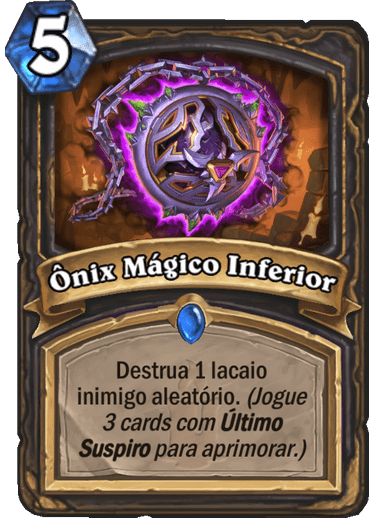 5
Ônix Mágico Inferior
Destrua 1 lacaio
inimigo aleatório. (Jogue
3 cards com Último
Suspiro para aprimorar.)